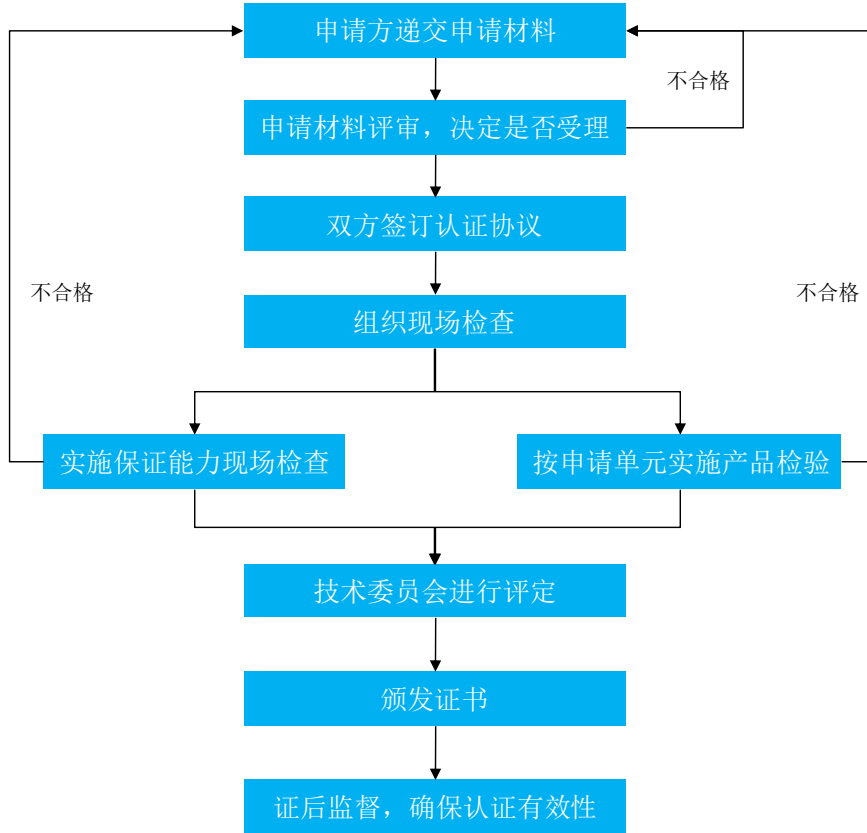 申请方递交申请材料
不合格
申请材料评审，决定是否受理
双方签订认证协议
不合格
不合格
组织现场检查
实施保证能力现场检查
按申请单元实施产品检验
技术委员会进行评定
颁发证书
证后监督，确保认证有效性